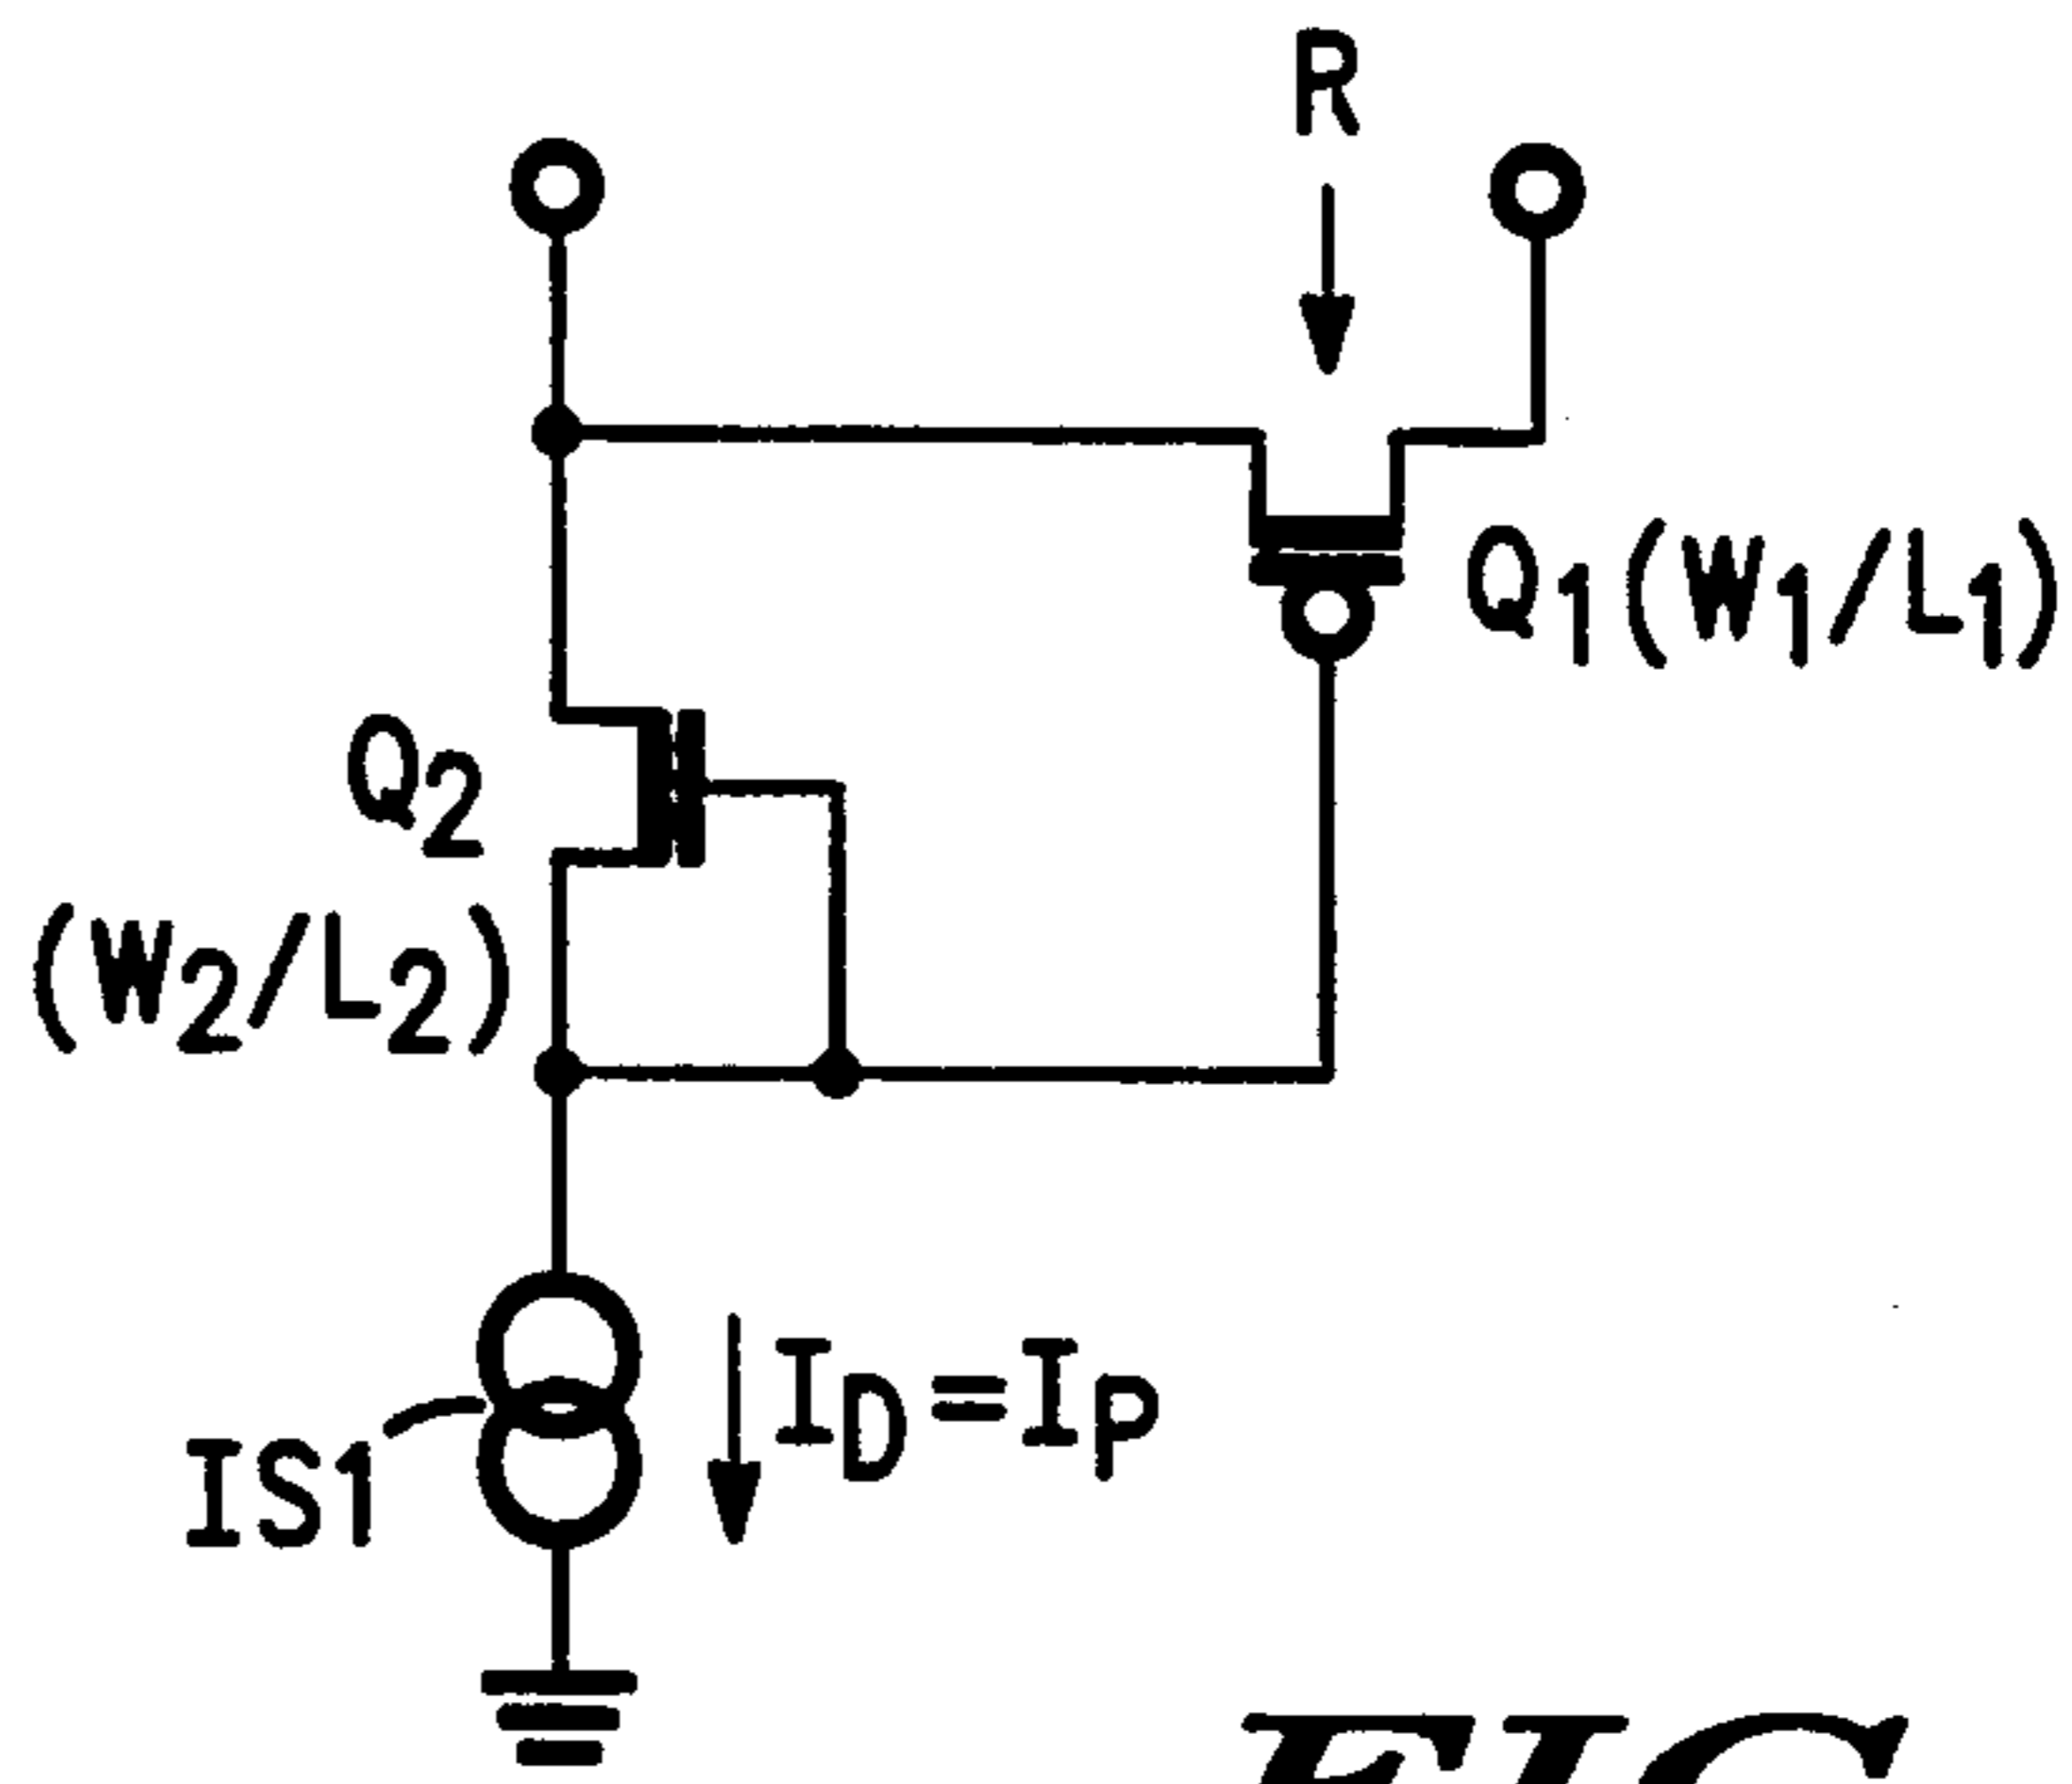 R
Q1(W1/L1)
Q2
(W2/L2)
ID=IP
IS1